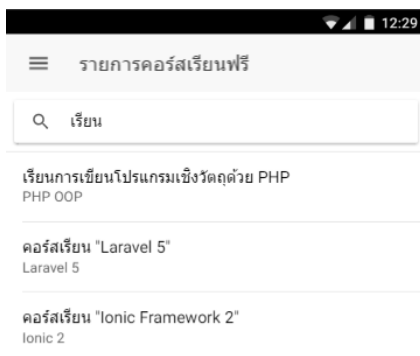 12:29
รายการคอร์สเรียนฟรี
เรียน
เรียนการเขียนโปรแกรมเชิงวัตถุด้วย PHP
PHP OOP
คอร์สเรียน "Laravel 5"
Laravel 5
คอร์สเรียน "Ionic Framework 2"
Ionic 2